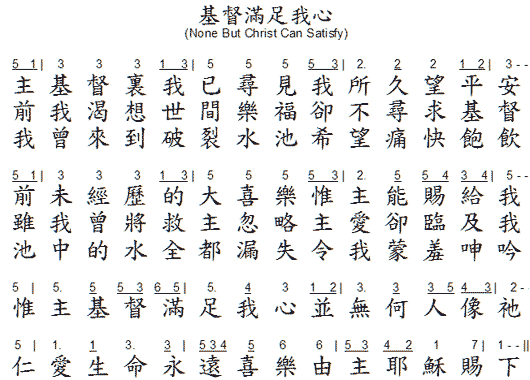 基督滿足我心
(None But Christ Can Satisfy)
5 1| 3 3 3 1 3| 5 5 5 3 1| 2. 2 2 1 2| 3 - -
主 基 督 裏 我 已 尋 見 我 所 久 望 平 安
前 我 渴 想 世 間 樂 福 卻 不 尋 求 基 督
我 曾 來 到 破 裂 水 池 希 望 痛 快 飽 飲
5 1| 3 3 3 1 3| 5 5 5 5 3| 6 6 5 4 3 4| 5 - -
前 未 經 歷 的 大 喜 樂 惟 主 能 賜 給 我
雖 我 曾 將 救 主 忽 略 主 愛 卻 臨 及 我
池 中 的 水 全 都 漏 失 令 我 蒙 羞 呻 吟
5 | 5 5 5 3 6 6 5| 5. 4 3 1 2| 3 3 4 5 4 3| 2 - -
惟 主 基 督 滿 足 我 心 並 無 何 人 像 祂
5 | 1. 1 3. 3 | 5 3 4 5 6 6 | 5 3 4 2 1 7| 1 - -||
仁 愛 生 命 永 遠 喜 樂 由 主 耶 穌 賜 下